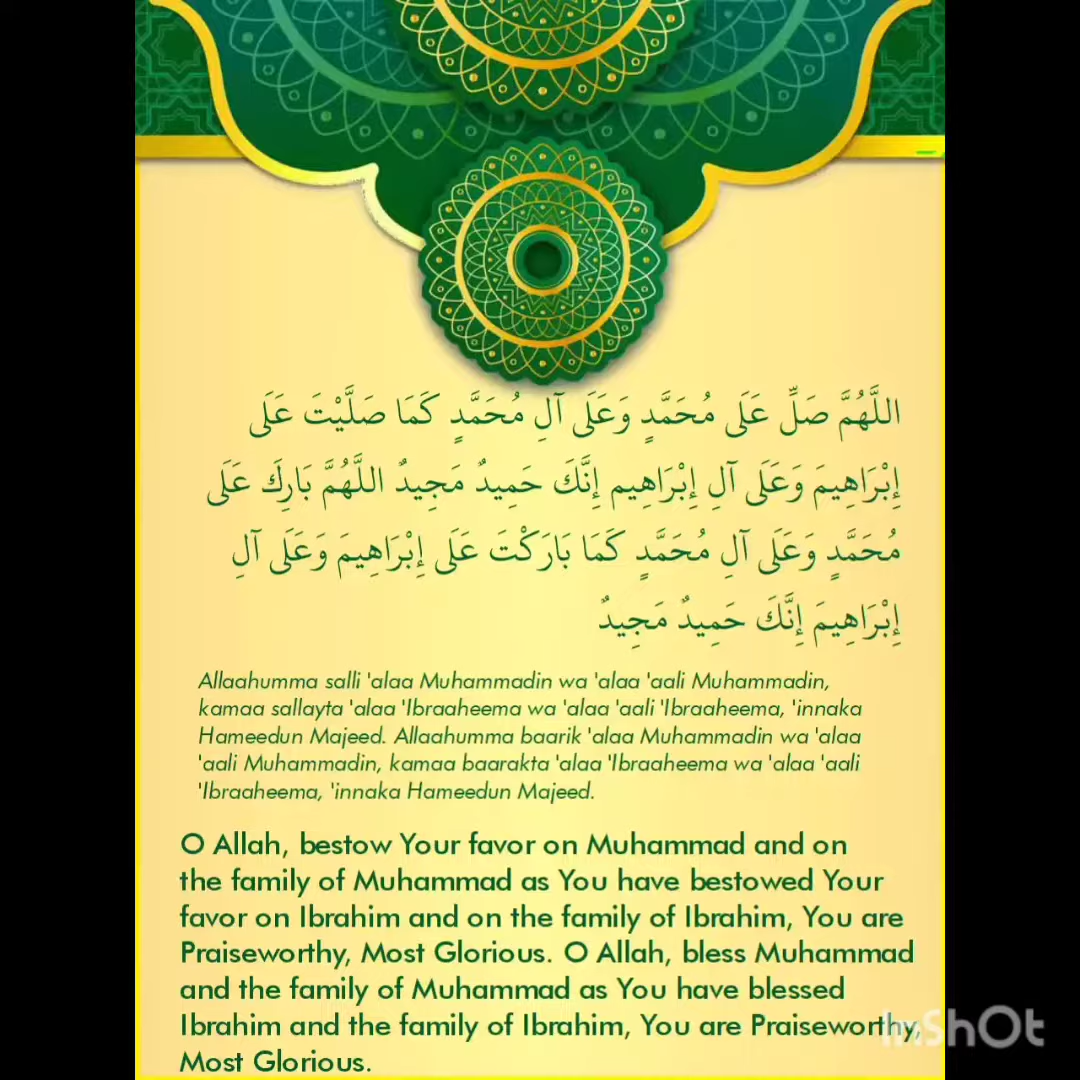 اللَّهُمَّ صَلِّ عَلَى مُحَمَّدٍ وَعَلَى آلِ مُحَمَّدٍ كَمَا صَلَّيْتَ عَلَى
إِبْرَاهِيمَ وَعَلَى آلِ إِبْرَاهِيم إِنَّكَ حَمِيدٌ مَجِيدٌ اللَّهُمَّ بَارِكَ عَلَى
مُحَمَّدٍ وَعَلَى آلِ مُحَمَّدٍ كَمَا بَارَكْتَ عَلَى إِبْرَاهِيمَ وَعَلَى آلِ
إِبْرَاهِيمَ إِنَّكَ حَمِيدٌ مَجِيدٌ
Allaahumma salli 'alaa Muhammadin wa 'alaa 'aali Muhammadin,
kamaa sallayta 'alaa 'Ibraaheema wa 'alaa 'aali 'Ibraaheema, 'innaka
Hameedun Majeed. Allaahumma baarik 'alaa Muhammadin wa 'alaa
'aali Muhammadin, kamaa baarakta 'alaa 'Ibraaheema wa 'alaa 'aali
'Ibraaheema, 'innaka Hameedun Majeed.
O Allah, bestow Your favor on Muhammad and on
the family of Muhammad as You have bestowed Your
favor on Ibrahim and on the family of Ibrahim, You are
Praiseworthy, Most Glorious. O Allah, bless Muhammad
and the family of Muhammad as You have blessed
Ibrahim and the family of Ibrahim, You are Praiseworthy,
Most Glorious.
InShOt